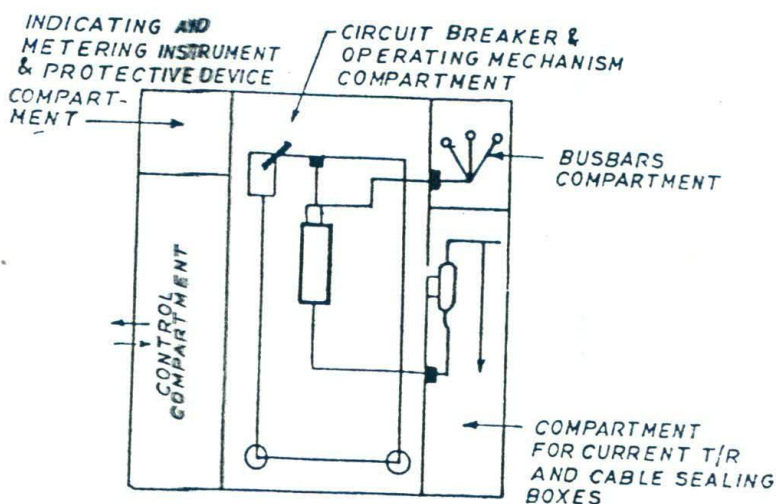 INDICATING AND
METERING INSTRUMENT
& PROTECTIVE DEVICE
COMPART-
MENT
CIRCUIT BREAKER &
OPERATING MECHANISM
COMPARTMENT
BUSBARS
COMPARTMENT
CONTROL
COMPARTMENT
COMPARTMENT
FOR CURRENT T/R
AND CABLE SEALING
BOXES